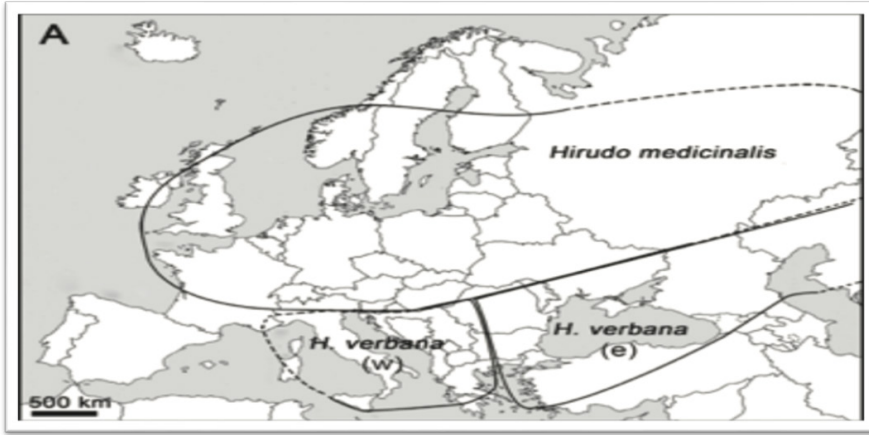 A
Hirudo medicinalis
H. verbana
(w)
H. verbana
(e)
500 km